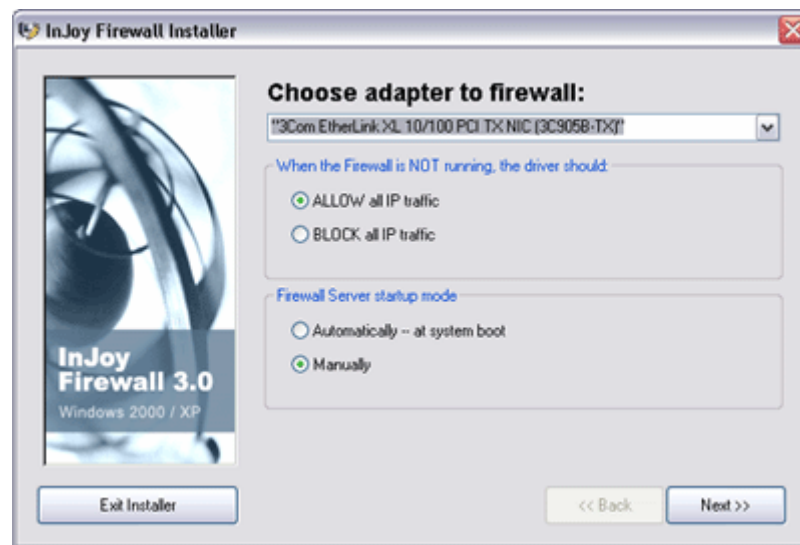 InJoy Firewall Installer
Choose adapter to firewall:
"3Com EtherLink XL 10/100 PCI TX NIC (3C905B-TX)"
When the Firewall is NOT running, the driver should:
ALLOW all IP traffic
BLOCK all IP traffic
Firewall Server startup mode
Automatically -- at system boot
Manually
InJoy
Firewall 3.0
Windows 2000 / XP
Exit Installer
<< Back
Next >>